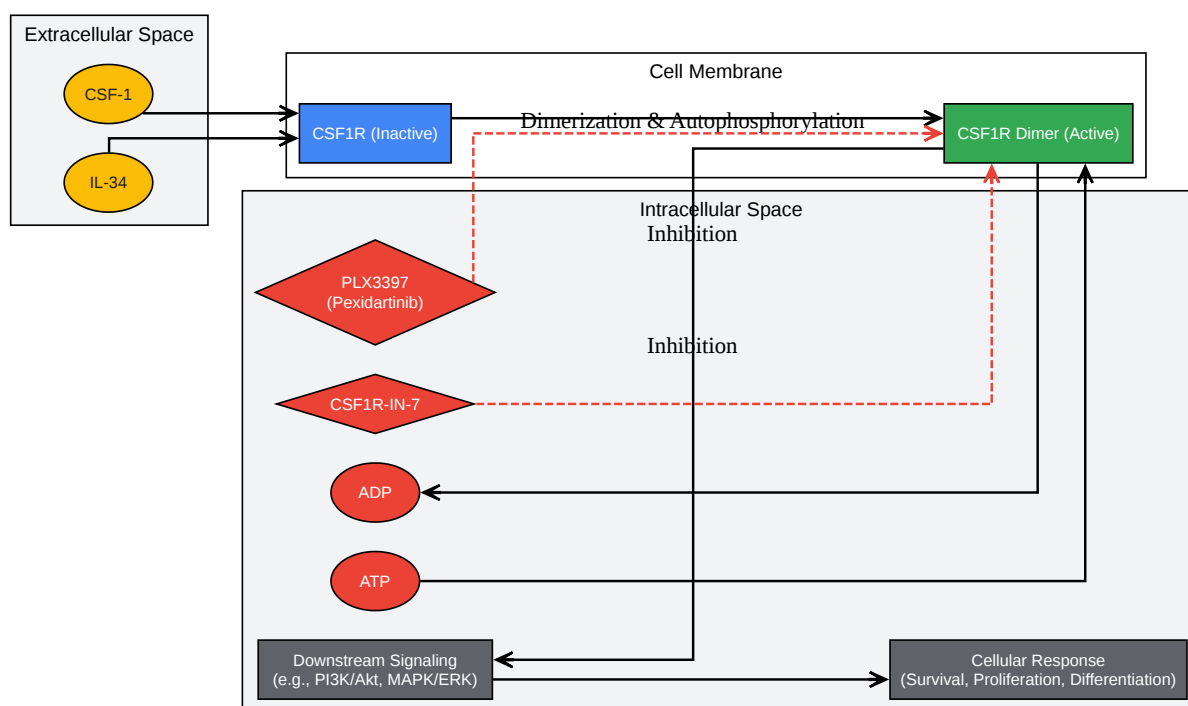 Extracellular Space
CSF-1
IL-34
Cell Membrane
CSF1R (Inactive)
Dimerization & Autophosphorylation
CSF1R Dimer (Active)
Intracellular Space
Inhibition
PLX3397
(Pexidartinib)
Inhibition
CSF1R-IN-7
ADP
ATP
Downstream Signaling
(e.g., PI3K/Akt, MAPK/ERK)
Cellular Response
(Survival, Proliferation, Differentiation)